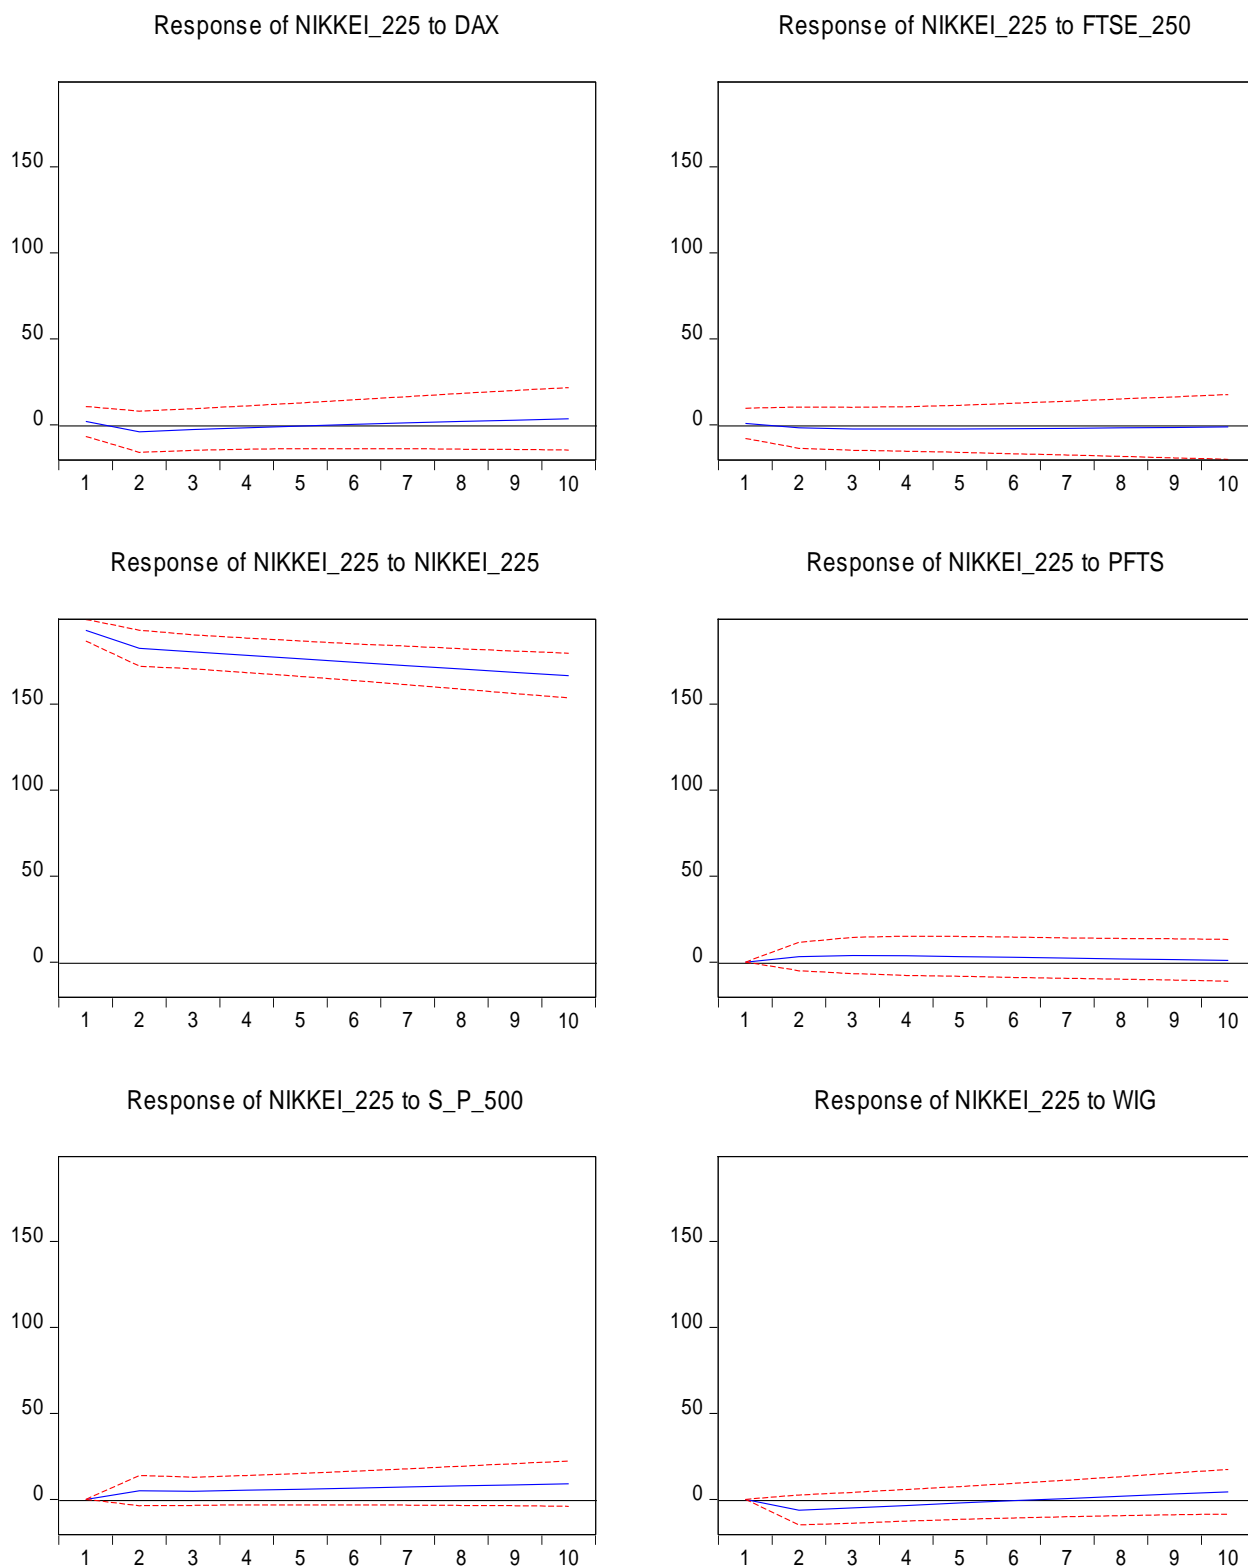 Response of NIKKEI_225 to DAX
150
100
50
0
1 2 3 4 5 6 7 8 9 10
Response of NIKKEI_225 to FTSE_250
150
100
50
0
1 2 3 4 5 6 7 8 9 10
Response of NIKKEI_225 to NIKKEI_225
150
100
50
0
1 2 3 4 5 6 7 8 9 10
Response of NIKKEI_225 to PFTS
150
100
50
0
1 2 3 4 5 6 7 8 9 10
Response of NIKKEI_225 to S_P_500
150
100
50
0
1 2 3 4 5 6 7 8 9 10
Response of NIKKEI_225 to WIG
150
100
50
0
1 2 3 4 5 6 7 8 9 10